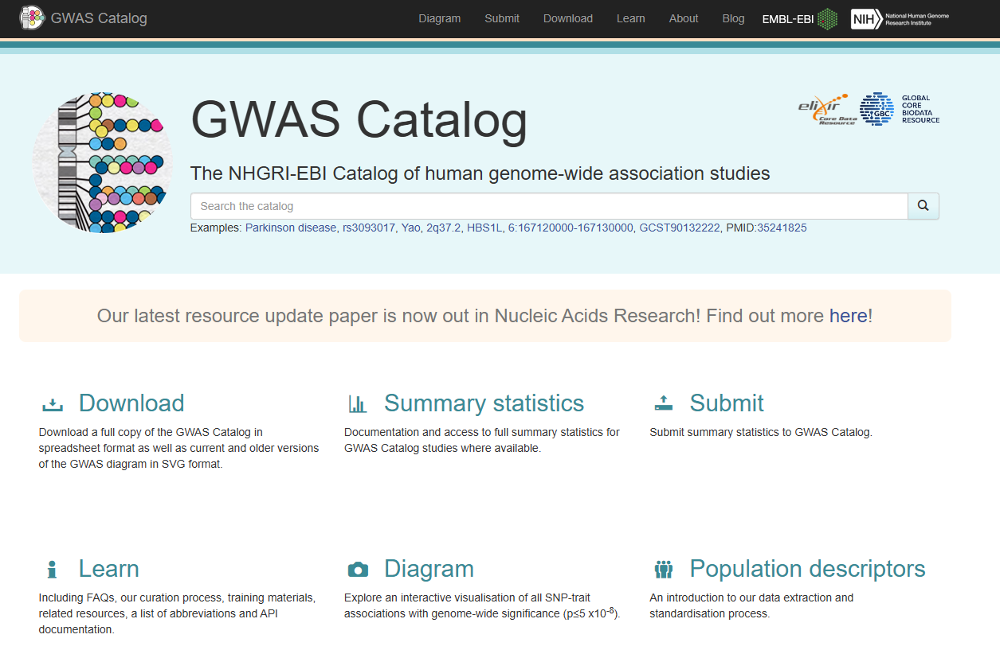 GWAS Catalog
Diagram Submit Download Learn About Blog EMBL-EBI NIH National Human Genome
Research Institute
GWAS Catalog
elixir
Core Data
Resource
GBC
GLOBAL
CORE
BIODATA
RESOURCE
The NHGRI-EBI Catalog of human genome-wide association studies
Search the catalog
Examples: Parkinson disease, rs3093017, Yao, 2q37.2, HBS1L, 6:167120000-167130000, GCST90132222, PMID:35241825
Our latest resource update paper is now out in Nucleic Acids Research! Find out more here!
Download
Download a full copy of the GWAS Catalog in
spreadsheet format as well as current and older versions
of the GWAS diagram in SVG format.
Summary statistics
Documentation and access to full summary statistics for
GWAS Catalog studies where available.
Submit
Submit summary statistics to GWAS Catalog.
Learn
Including FAQs, our curation process, training materials,
related resources, a list of abbreviations and API
documentation.
Diagram
Explore an interactive visualisation of all SNP-trait
associations with genome-wide significance (p≤5 x10⁻⁸).
Population descriptors
An introduction to our data extraction and
standardisation process.